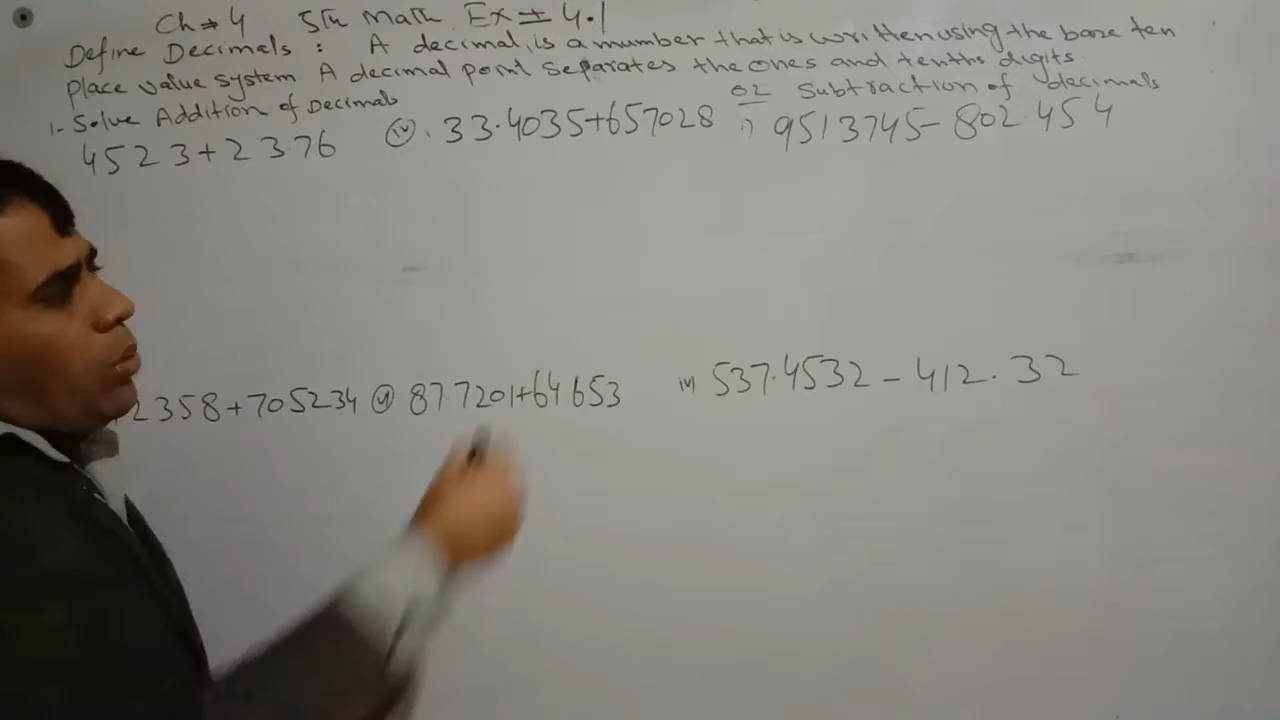 Ch # 4 5th Math Ex ± 4.1
Define Decimals : A decimal, is a number that is written using the base ten
Place value system A decimal point separates the ones and tenths digits
1- Solve Addition of Decimals 02 Subtraction of decimals
4523+2376 (iv). 33.4035+657028 i) 9513745-802.454
2358+705234 (v) 877201+64653 iv) 537.4532-412.32